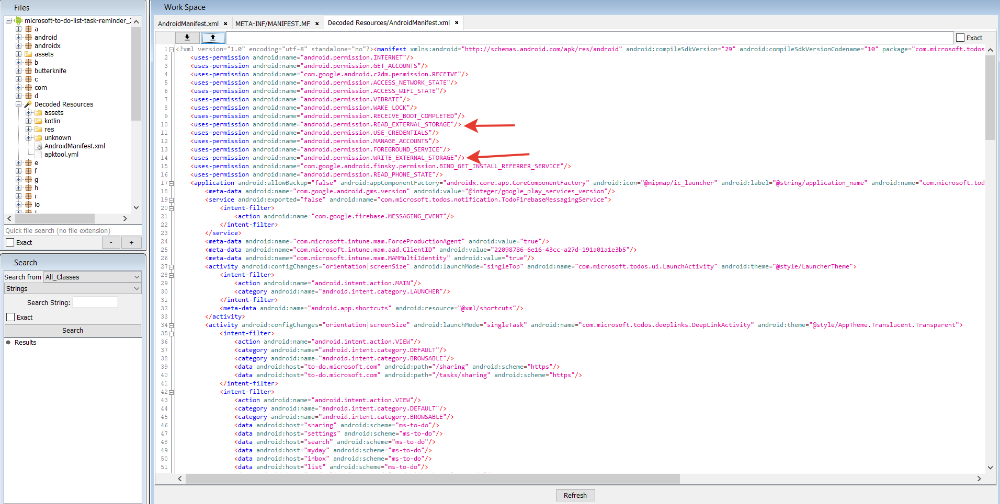 Files
microsoft-to-do-list-task-reminder_
a
android
androidx
assets
b
butterknife
c
com
d
Decoded Resources
assets
kotlin
res
unknown
AndroidManifest.xml
apktool.yml
e
f
g
h
i
io
Quick file search (no file extension)
Exact
-
+
Search
Search from All_Classes
Strings
Search String:
Exact
Search
Results
Work Space
AndroidManifest.xml × META-INF/MANIFEST.MF × Decoded Resources/AndroidManifest.xml ×
Exact
1 <?xml version="1.0" encoding="utf-8" standalone="no"?><manifest xmlns:android="http://schemas.android.com/apk/res/android" android:compileSdkVersion="29" android:compileSdkVersionCodename="10" package="com.microsoft.todos
2 <uses-permission android:name="android.permission.INTERNET"/>
3 <uses-permission android:name="android.permission.GET_ACCOUNTS"/>
4 <uses-permission android:name="com.google.android.c2dm.permission.RECEIVE"/>
5 <uses-permission android:name="android.permission.ACCESS_NETWORK_STATE"/>
6 <uses-permission android:name="android.permission.ACCESS_WIFI_STATE"/>
7 <uses-permission android:name="android.permission.VIBRATE"/>
8 <uses-permission android:name="android.permission.WAKE_LOCK"/>
9 <uses-permission android:name="android.permission.RECEIVE_BOOT_COMPLETED"/>
10 <uses-permission android:name="android.permission.READ_EXTERNAL_STORAGE"/>
11 <uses-permission android:name="android.permission.USE_CREDENTIALS"/>
12 <uses-permission android:name="android.permission.MANAGE_ACCOUNTS"/>
13 <uses-permission android:name="android.permission.FOREGROUND_SERVICE"/>
14 <uses-permission android:name="android.permission.WRITE_EXTERNAL_STORAGE"/>
15 <uses-permission android:name="com.google.android.finsky.permission.BIND_GET_INSTALL_REFERRER_SERVICE"/>
16 <uses-permission android:name="android.permission.READ_PHONE_STATE"/>
17 <application android:allowBackup="false" android:appComponentFactory="androidx.core.app.CoreComponentFactory" android:icon="@mipmap/ic_launcher" android:label="@string/application_name" android:name="com.microsoft.tod
18 <meta-data android:name="com.google.android.gms.version" android:value="@integer/google_play_services_version"/>
19 <service android:exported="false" android:name="com.microsoft.todos.notification.TodoFirebaseMessagingService">
20 <intent-filter>
21 <action android:name="com.google.firebase.MESSAGING_EVENT"/>
22 </intent-filter>
23 </service>
24 <meta-data android:name="com.microsoft.intune.mam.ForceProductionAgent" android:value="true"/>
25 <meta-data android:name="com.microsoft.intune.mam.aad.ClientID" android:value="22098786-6e16-43cc-a27d-191a01a1e3b5"/>
26 <meta-data android:name="com.microsoft.intune.mam.MAMMultiIdentity" android:value="true"/>
27 <activity android:configChanges="orientation|screenSize" android:launchMode="singleTop" android:name="com.microsoft.todos.ui.LaunchActivity" android:theme="@style/LauncherTheme">
28 <intent-filter>
29 <action android:name="android.intent.action.MAIN"/>
30 <category android:name="android.intent.category.LAUNCHER"/>
31 </intent-filter>
32 <meta-data android:name="android.app.shortcuts" android:resource="@xml/shortcuts"/>
33 </activity>
34 <activity android:configChanges="orientation|screenSize" android:launchMode="singleTask" android:name="com.microsoft.todos.deeplinks.DeepLinkActivity" android:theme="@style/AppTheme.Translucent.Transparent">
35 <intent-filter>
36 <action android:name="android.intent.action.VIEW"/>
37 <category android:name="android.intent.category.DEFAULT"/>
38 <category android:name="android.intent.category.BROWSABLE"/>
39 <data android:host="to-do.microsoft.com" android:path="/sharing" android:scheme="https"/>
40 <data android:host="to-do.microsoft.com" android:path="/tasks/sharing" android:scheme="https"/>
41 </intent-filter>
42 <intent-filter>
43 <action android:name="android.intent.action.VIEW"/>
44 <category android:name="android.intent.category.DEFAULT"/>
45 <category android:name="android.intent.category.BROWSABLE"/>
46 <data android:host="sharing" android:scheme="ms-to-do"/>
47 <data android:host="settings" android:scheme="ms-to-do"/>
48 <data android:host="search" android:scheme="ms-to-do"/>
49 <data android:host="myday" android:scheme="ms-to-do"/>
50 <data android:host="inbox" android:scheme="ms-to-do"/>
51 <data android:host="list" android:scheme="ms-to-do"/>
Refresh